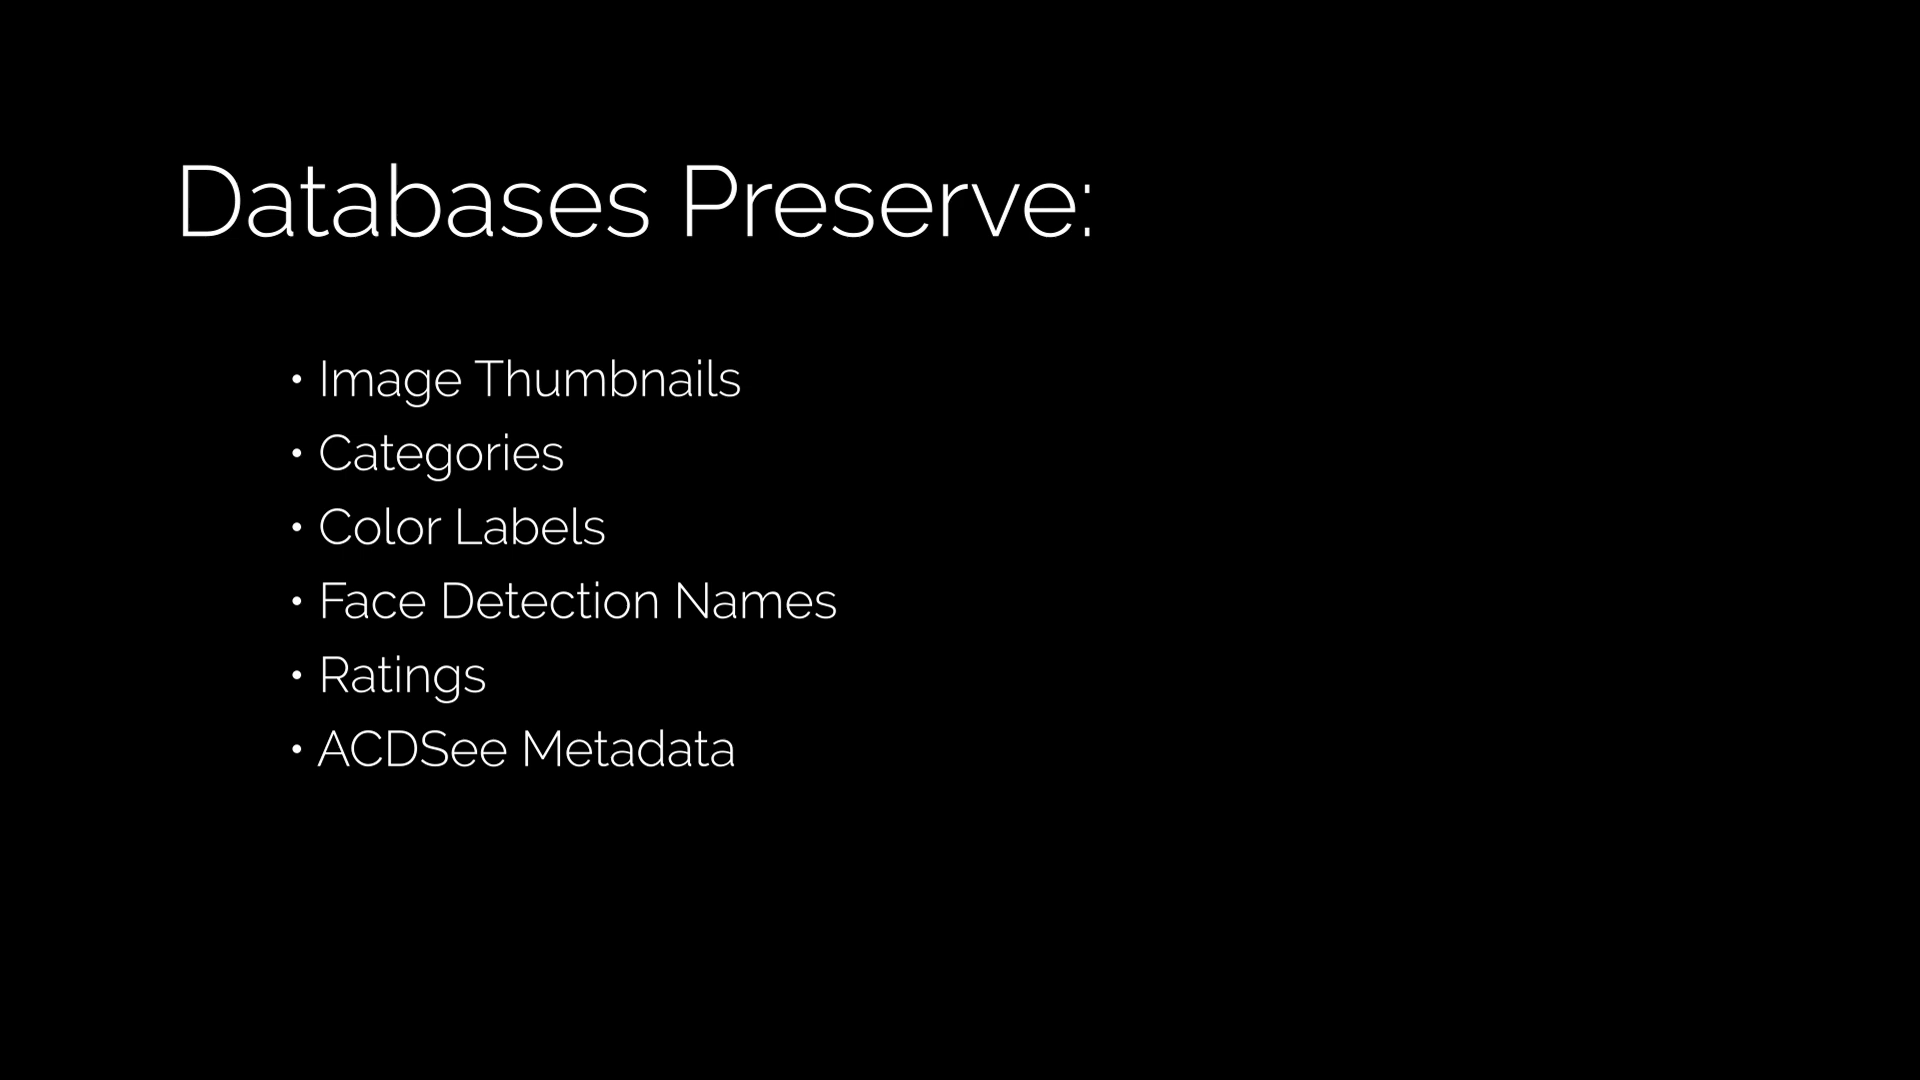 Databases Preserve:
• Image Thumbnails
• Categories
• Color Labels
• Face Detection Names
• Ratings
• ACDSee Metadata